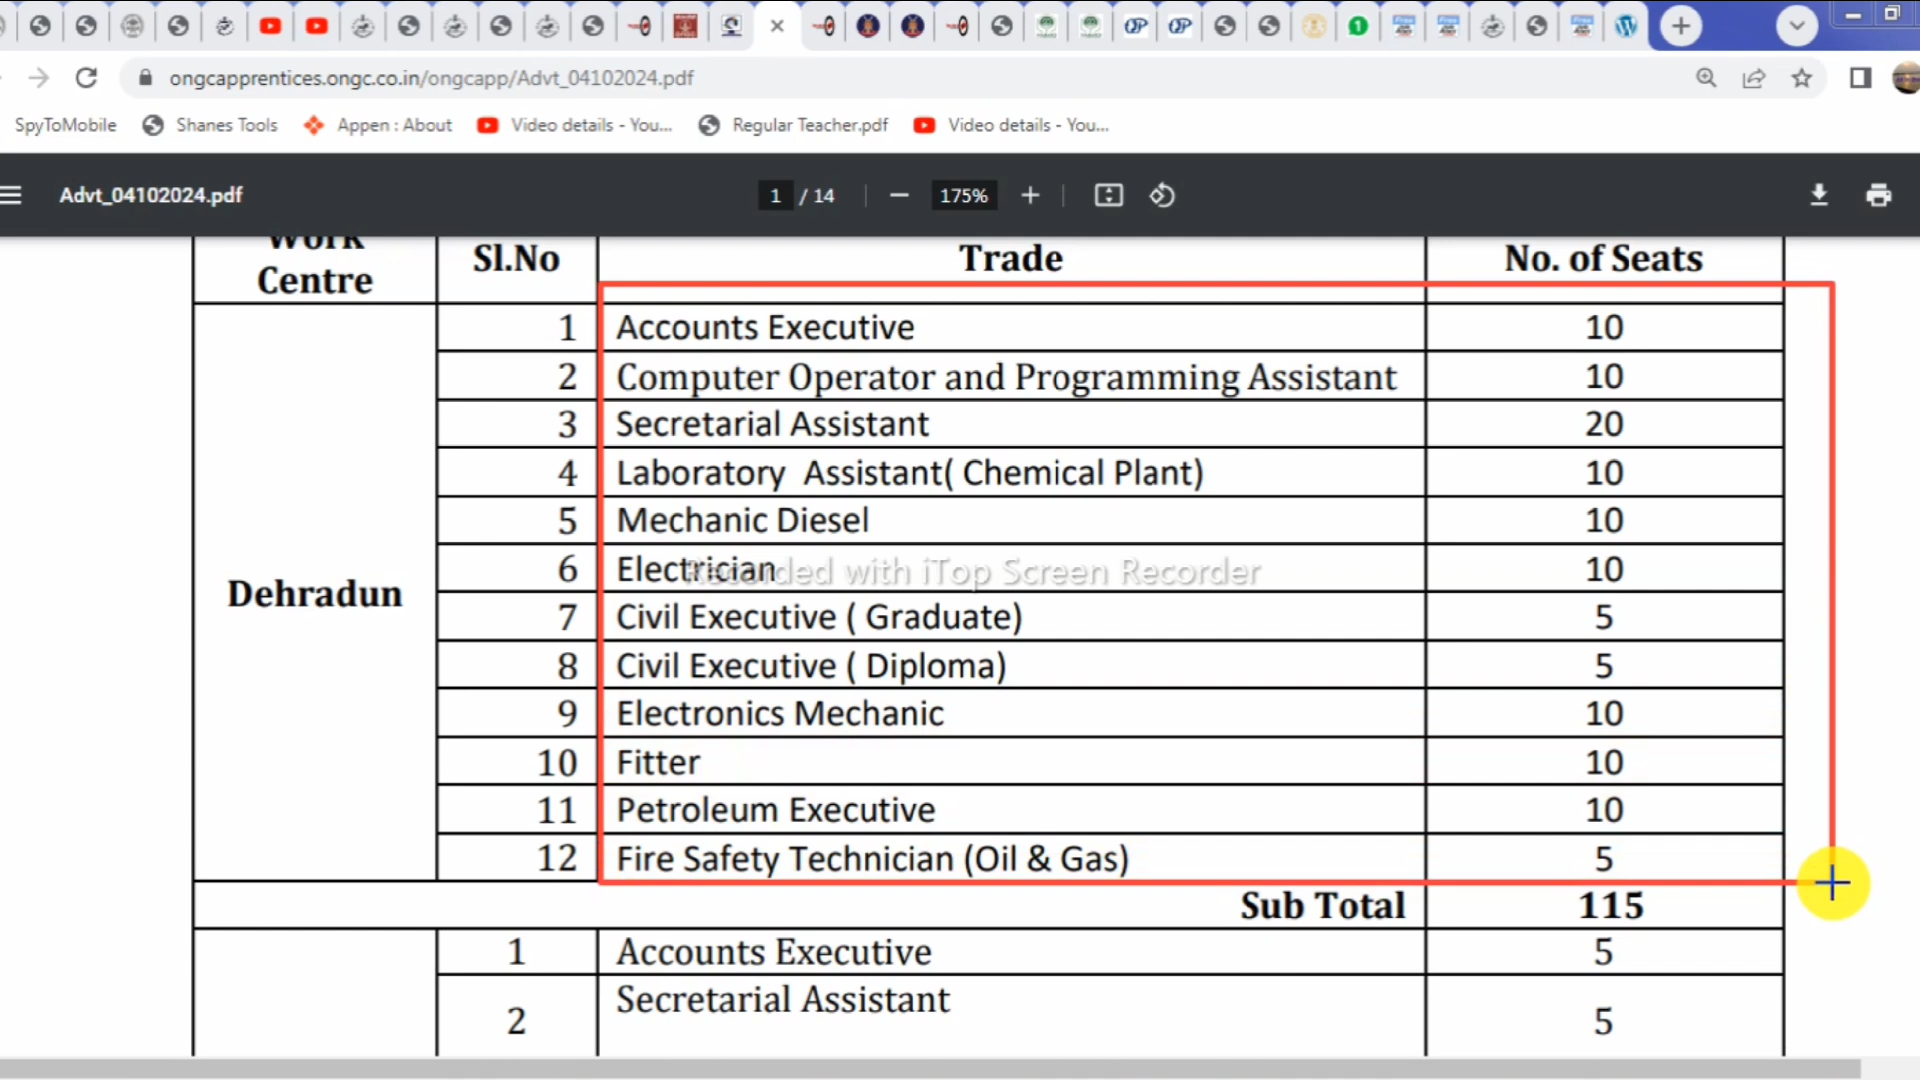 ongcapprentices.ongc.co.in/ongcapp/Advt_04102024.pdf
SpyToMobile Shanes Tools Appen : About Video details - You... Regular Teacher.pdf Video details - You...
Advt_04102024.pdf 1 / 14 175%
Work Centre Sl.No Trade No. of Seats
Dehradun
1 Accounts Executive 10
2 Computer Operator and Programming Assistant 10
3 Secretarial Assistant 20
4 Laboratory Assistant( Chemical Plant) 10
5 Mechanic Diesel 10
6 Electrician 10
Recorded with iTop Screen Recorder
7 Civil Executive ( Graduate) 5
8 Civil Executive ( Diploma) 5
9 Electronics Mechanic 10
10 Fitter 10
11 Petroleum Executive 10
12 Fire Safety Technician (Oil & Gas) 5
Sub Total 115
1 Accounts Executive 5
2 Secretarial Assistant 5